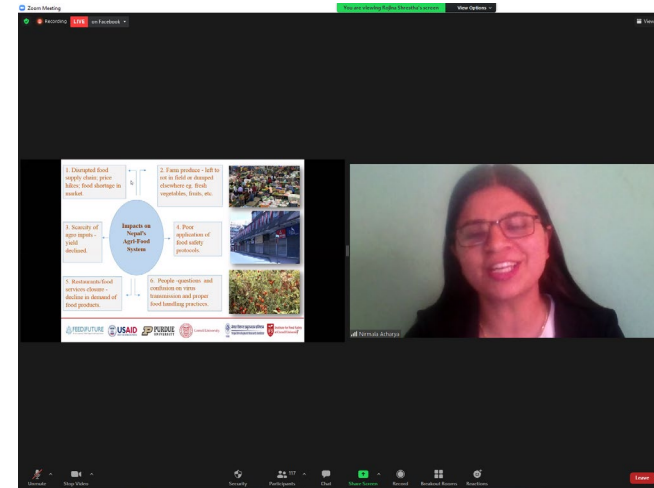 Zoom Meeting
You are viewing Rojina Shrestha's screen View Options
Recording LIVE on Facebook View
1. Disrupted food
supply chain; price
hikes; food shortage in
market.
2. Farm produce - left to
rot in field or dumped
elsewhere eg. fresh
vegetables, fruits, etc.
3. Scarcity of
agro inputs -
yield
declined.
Impacts on
Nepal's
Agri-Food
System
4. Poor
application of
food safety
protocols.
5. Restaurants/food
services closure -
decline in demand of
food products.
6. People -questions and
confusion on virus
transmission and proper
food handling practices.
FEEDTHEFUTURE USAID PURDUE UNIVERSITY Cornell University
Nirmala Acharya
Unmute Stop Video Security Participants 117 Chat Share Screen Record Breakout Rooms Reactions Leave